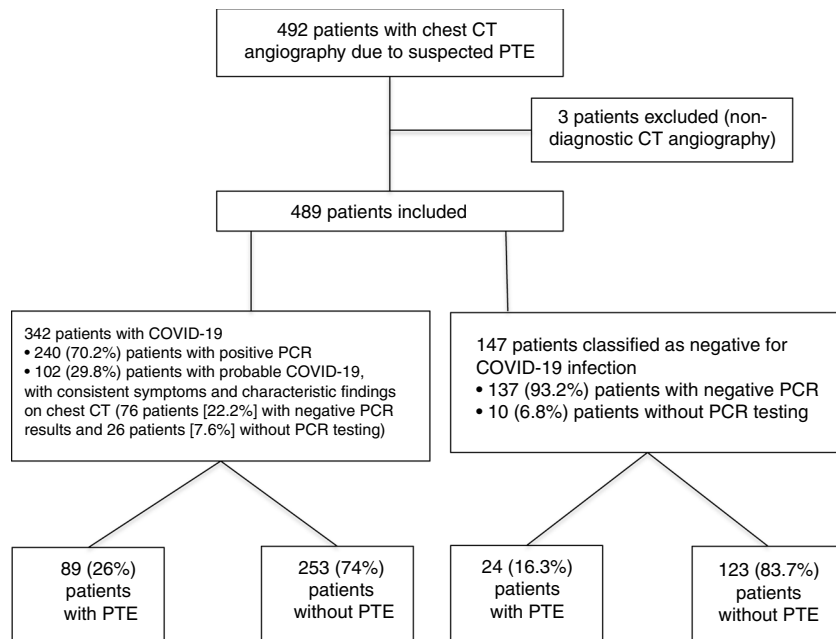 492 patients with chest CT
angiography due to suspected PTE
3 patients excluded (non-
diagnostic CT angiography)
489 patients included
342 patients with COVID-19
• 240 (70.2%) patients with positive PCR
• 102 (29.8%) patients with probable COVID-19,
with consistent symptoms and characteristic findings
on chest CT (76 patients [22.2%] with negative PCR
results and 26 patients [7.6%] without PCR testing)
147 patients classified as negative for
COVID-19 infection
• 137 (93.2%) patients with negative PCR
• 10 (6.8%) patients without PCR testing
89 (26%)
patients
with PTE
253 (74%)
patients
without PTE
24 (16.3%)
patients
with PTE
123 (83.7%)
patients
without PTE